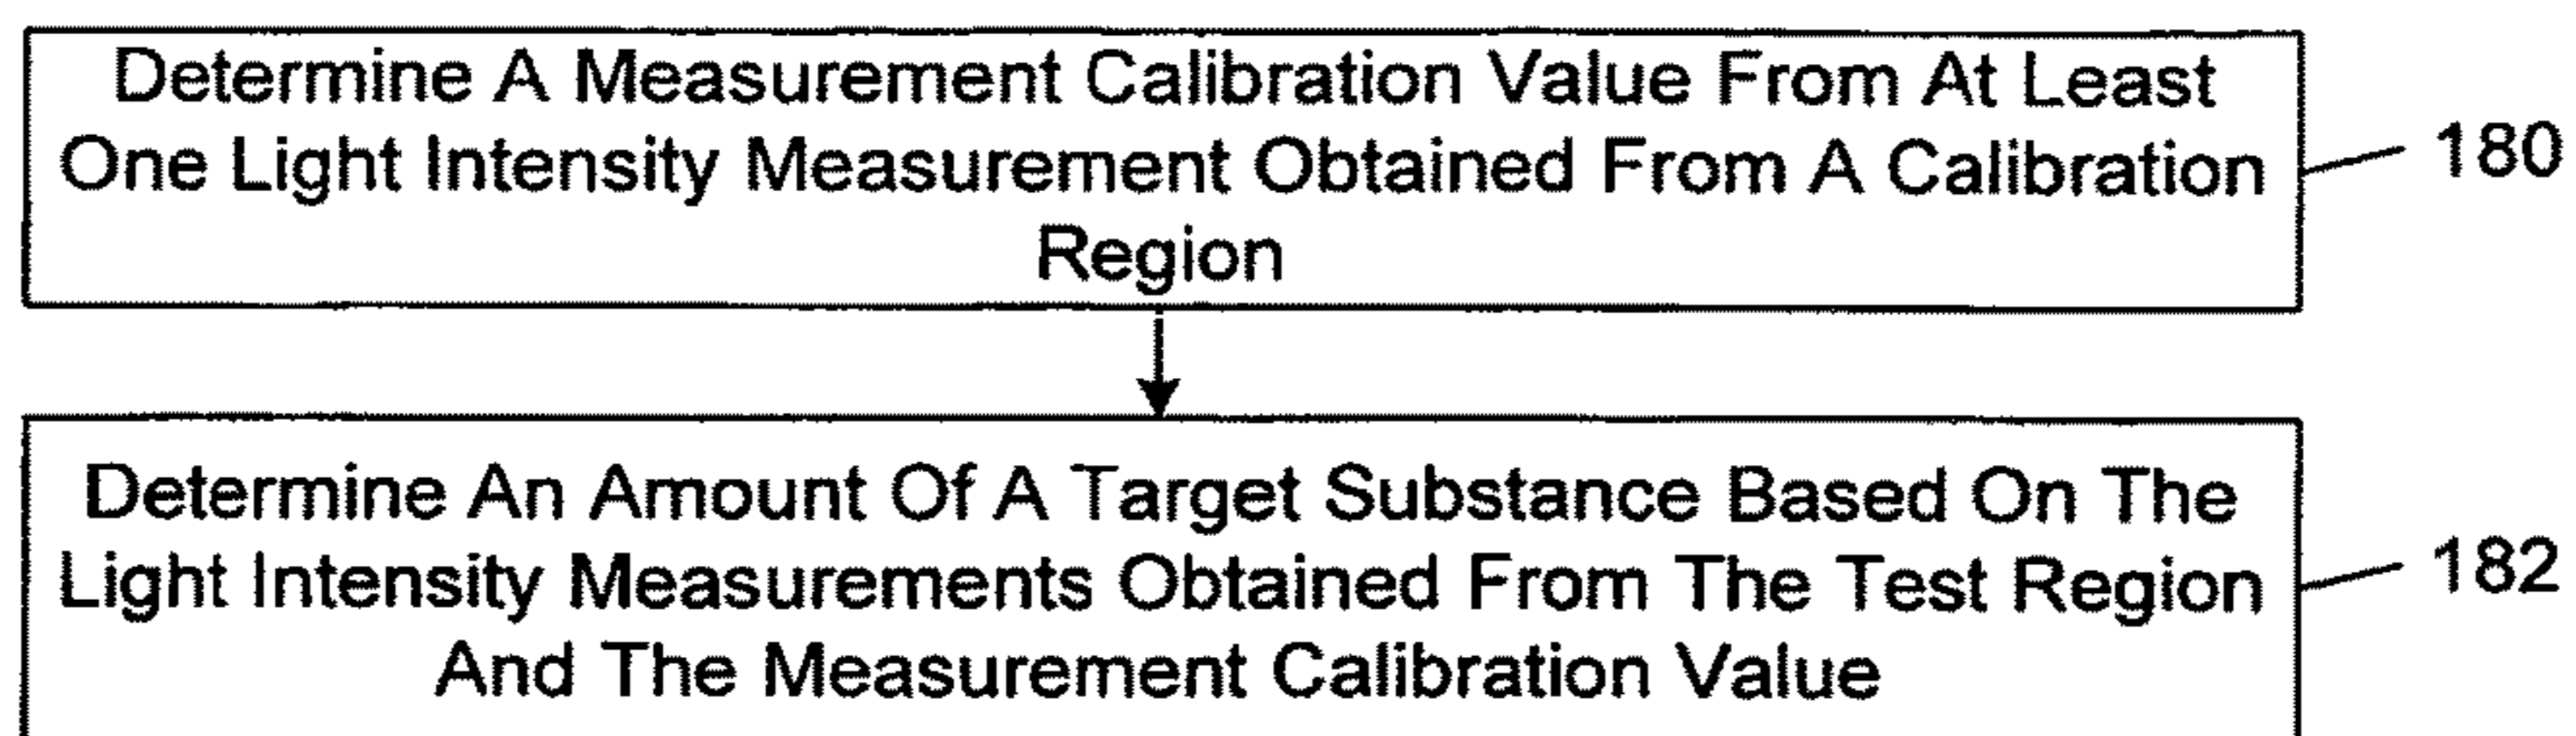 Determine A Measurement Calibration Value From At Least
One Light Intensity Measurement Obtained From A Calibration
Region
180
Determine An Amount Of A Target Substance Based On The
Light Intensity Measurements Obtained From The Test Region
And The Measurement Calibration Value
182